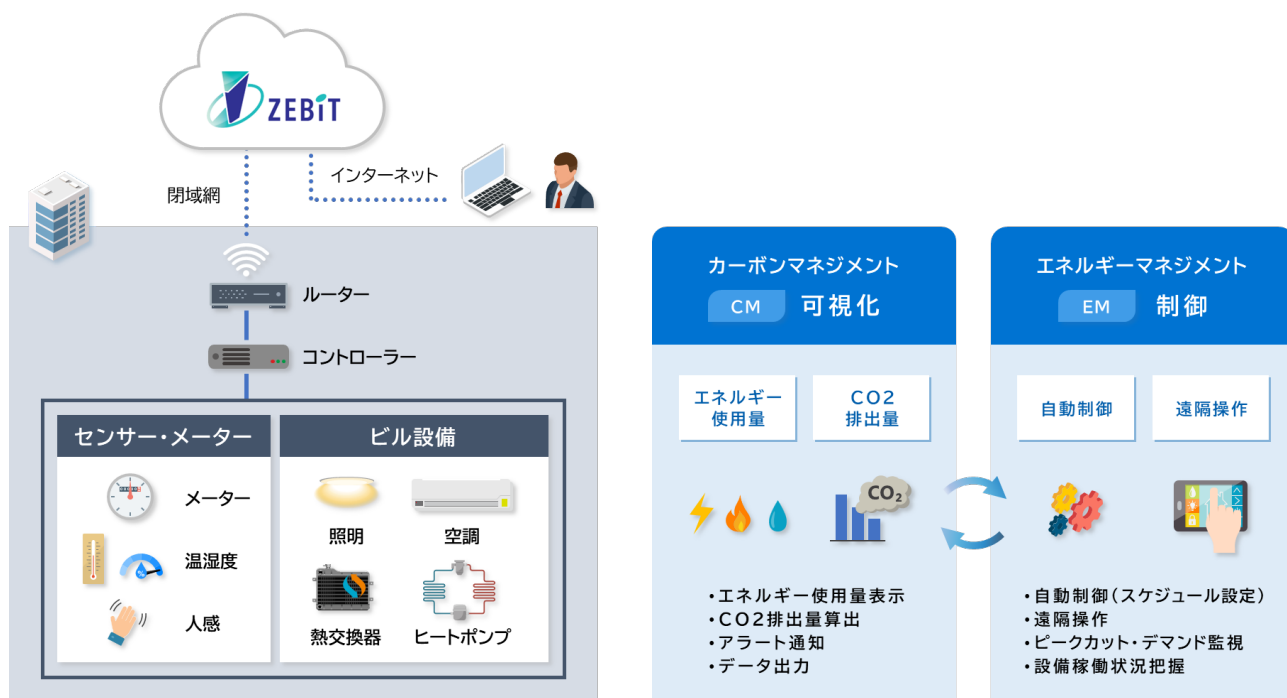 ZEBiT
閉域網
インターネット
ルーター
コントローラー
センサー・メーター
メーター
温湿度
人感
ビル設備
照明
空調
熱交換器
ヒートポンプ
カーボンマネジメント
CM 可視化
エネルギー
使用量
CO2
排出量
CO₂
・エネルギー使用量表示
・CO2排出量算出
・アラート通知
・データ出力
エネルギーマネジメント
EM 制御
自動制御
遠隔操作
・自動制御(スケジュール設定)
・遠隔操作
・ピークカット・デマンド監視
・設備稼働状況把握